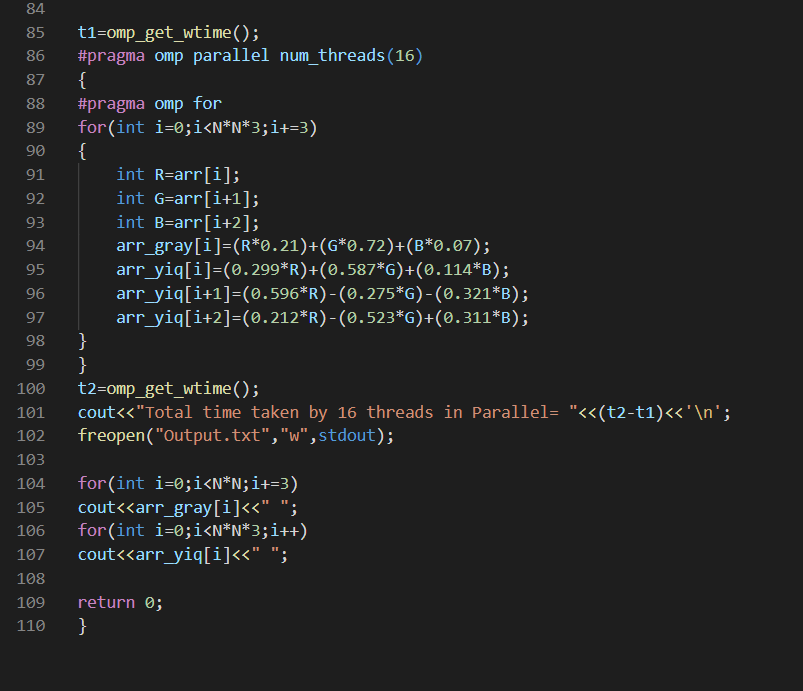 84
85 t1=omp_get_wtime();
86 #pragma omp parallel num_threads(16)
87 {
88 #pragma omp for
89 for(int i=0;i<N*N*3;i+=3)
90 {
91 int R=arr[i];
92 int G=arr[i+1];
93 int B=arr[i+2];
94 arr_gray[i]=(R*0.21)+(G*0.72)+(B*0.07);
95 arr_yiq[i]=(0.299*R)+(0.587*G)+(0.114*B);
96 arr_yiq[i+1]=(0.596*R)-(0.275*G)-(0.321*B);
97 arr_yiq[i+2]=(0.212*R)-(0.523*G)+(0.311*B);
98 }
99 }
100 t2=omp_get_wtime();
101 cout<<"Total time taken by 16 threads in Parallel= "<<(t2-t1)<<'\n';
102 freopen("Output.txt","w",stdout);
103
104 for(int i=0;i<N*N;i+=3)
105 cout<<arr_gray[i]<<" ";
106 for(int i=0;i<N*N*3;i++)
107 cout<<arr_yiq[i]<<" ";
108
109 return 0;
110 }